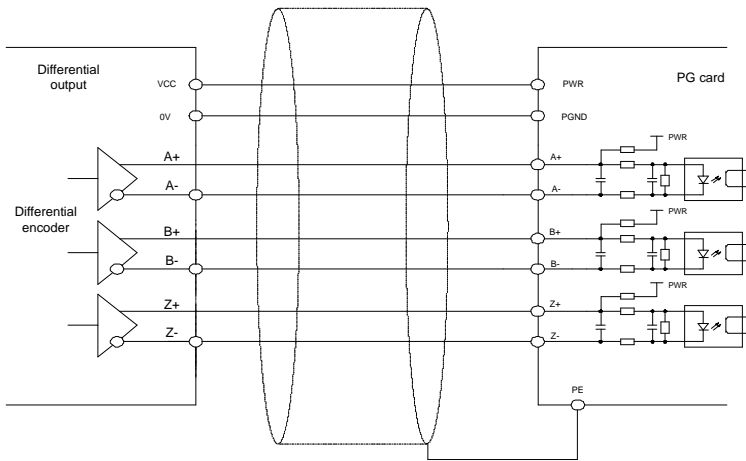 Differential
output
VCC
0V
A+
A-
B+
B-
Z+
Z-
Differential
encoder
PG card
PWR
PGND
PWR
A+
A-
PWR
B+
B-
PWR
Z+
Z-
PE